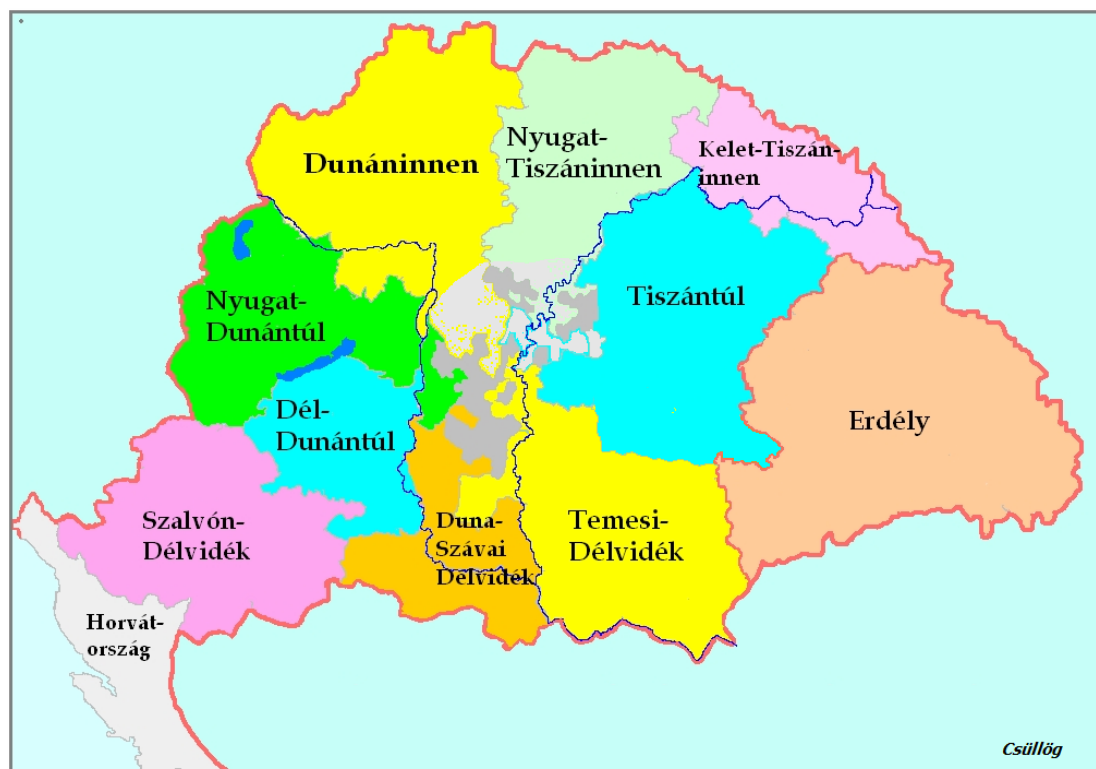 Dunáninnen
Nyugat-
Tiszáninnen
Kelet-Tiszán-
innen
Nyugat-
Dunántúl
Tiszántúl
Dél-
Dunántúl
Erdély
Szalvón-
Délvidék
Duna-
Szávai
Délvidék
Temesi-
Délvidék
Horvát-
ország
Csüllög